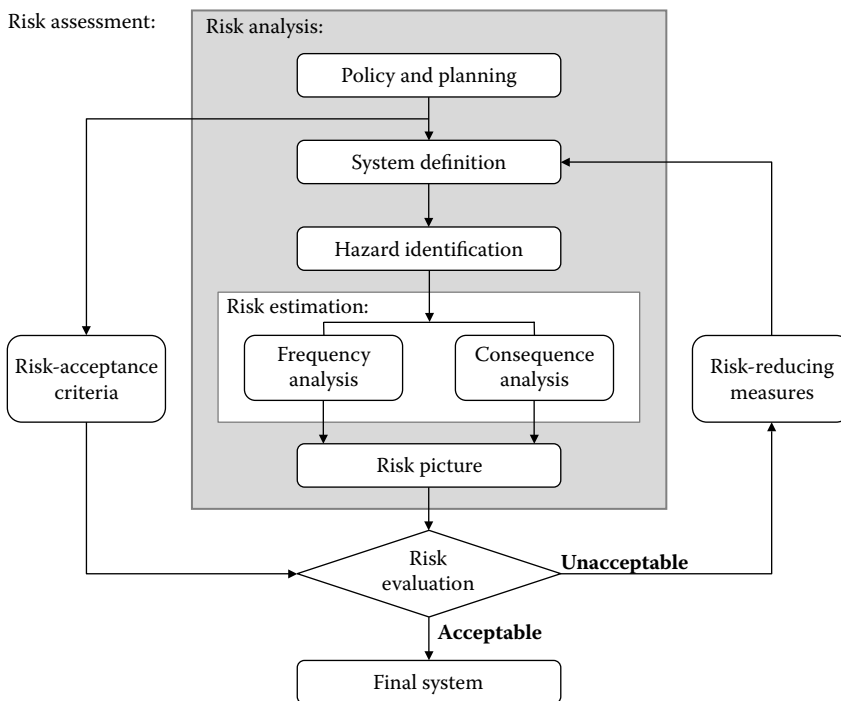 Risk assessment:
Risk analysis:
Policy and planning
System definition
Hazard identification
Risk estimation:
Frequency
analysis
Consequence
analysis
Risk-acceptance
criteria
Risk-reducing
measures
Risk picture
Risk
evaluation
Unacceptable
Acceptable
Final system